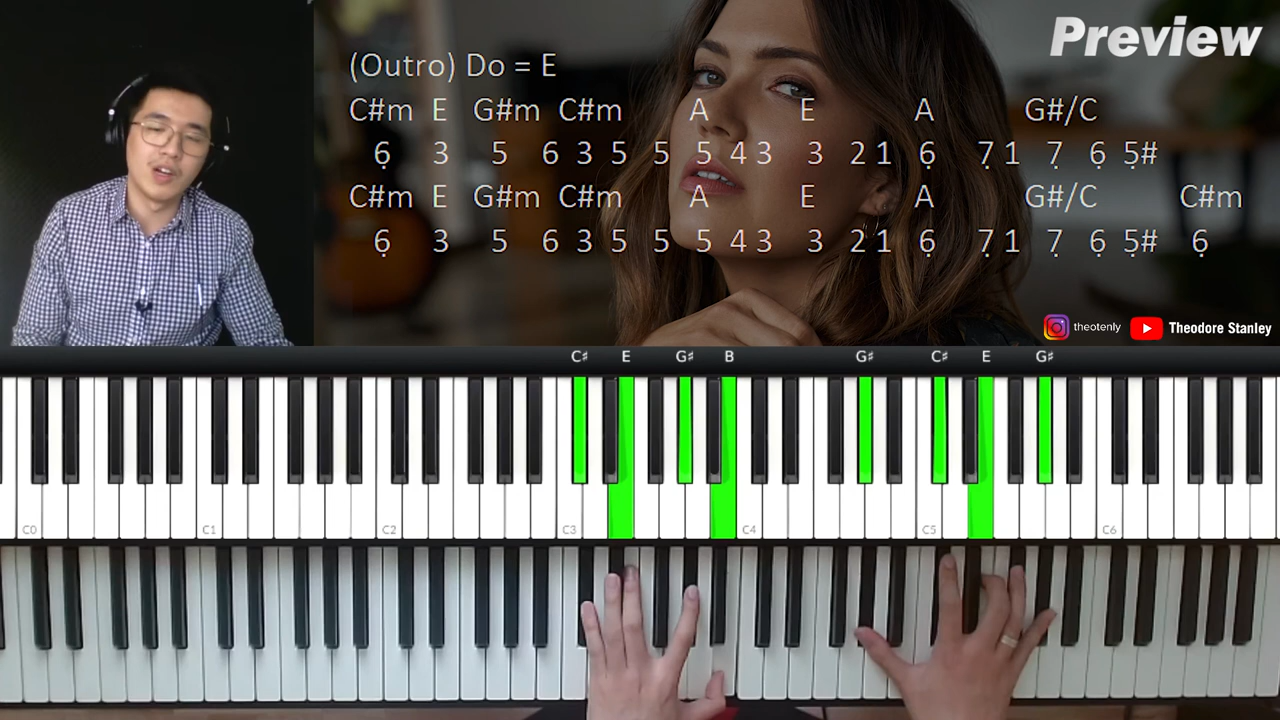 Preview
(Outro) Do = E
C#m E G#m C#m A E A G#/C
6̣ 3 5 6 3 5 5 5 4 3 3 2 1 6̣ 7̣ 1 7̣ 6̣ 5̣#
C#m E G#m C#m A E A G#/C C#m
6̣ 3 5 6 3 5 5 5 4 3 3 2 1 6̣ 7̣ 1 7̣ 6̣ 5̣# 6̣
theotenly Theodore Stanley
C♯ E G♯ B G♯ C♯ E G♯
C0 C1 C2 C3 C4 C5 C6